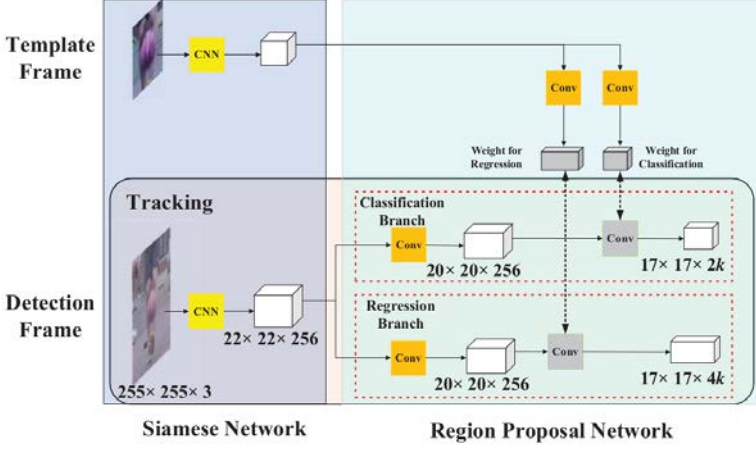 Template
Frame
CNN
Conv
Conv
Weight for
Regression
Weight for
Classification
Tracking
Classification
Branch
Conv
20× 20× 256
Conv
17× 17× 2k
Detection
Frame
CNN
22× 22× 256
255× 255× 3
Regression
Branch
Conv
20× 20× 256
Conv
17× 17× 4k
Siamese Network
Region Proposal Network